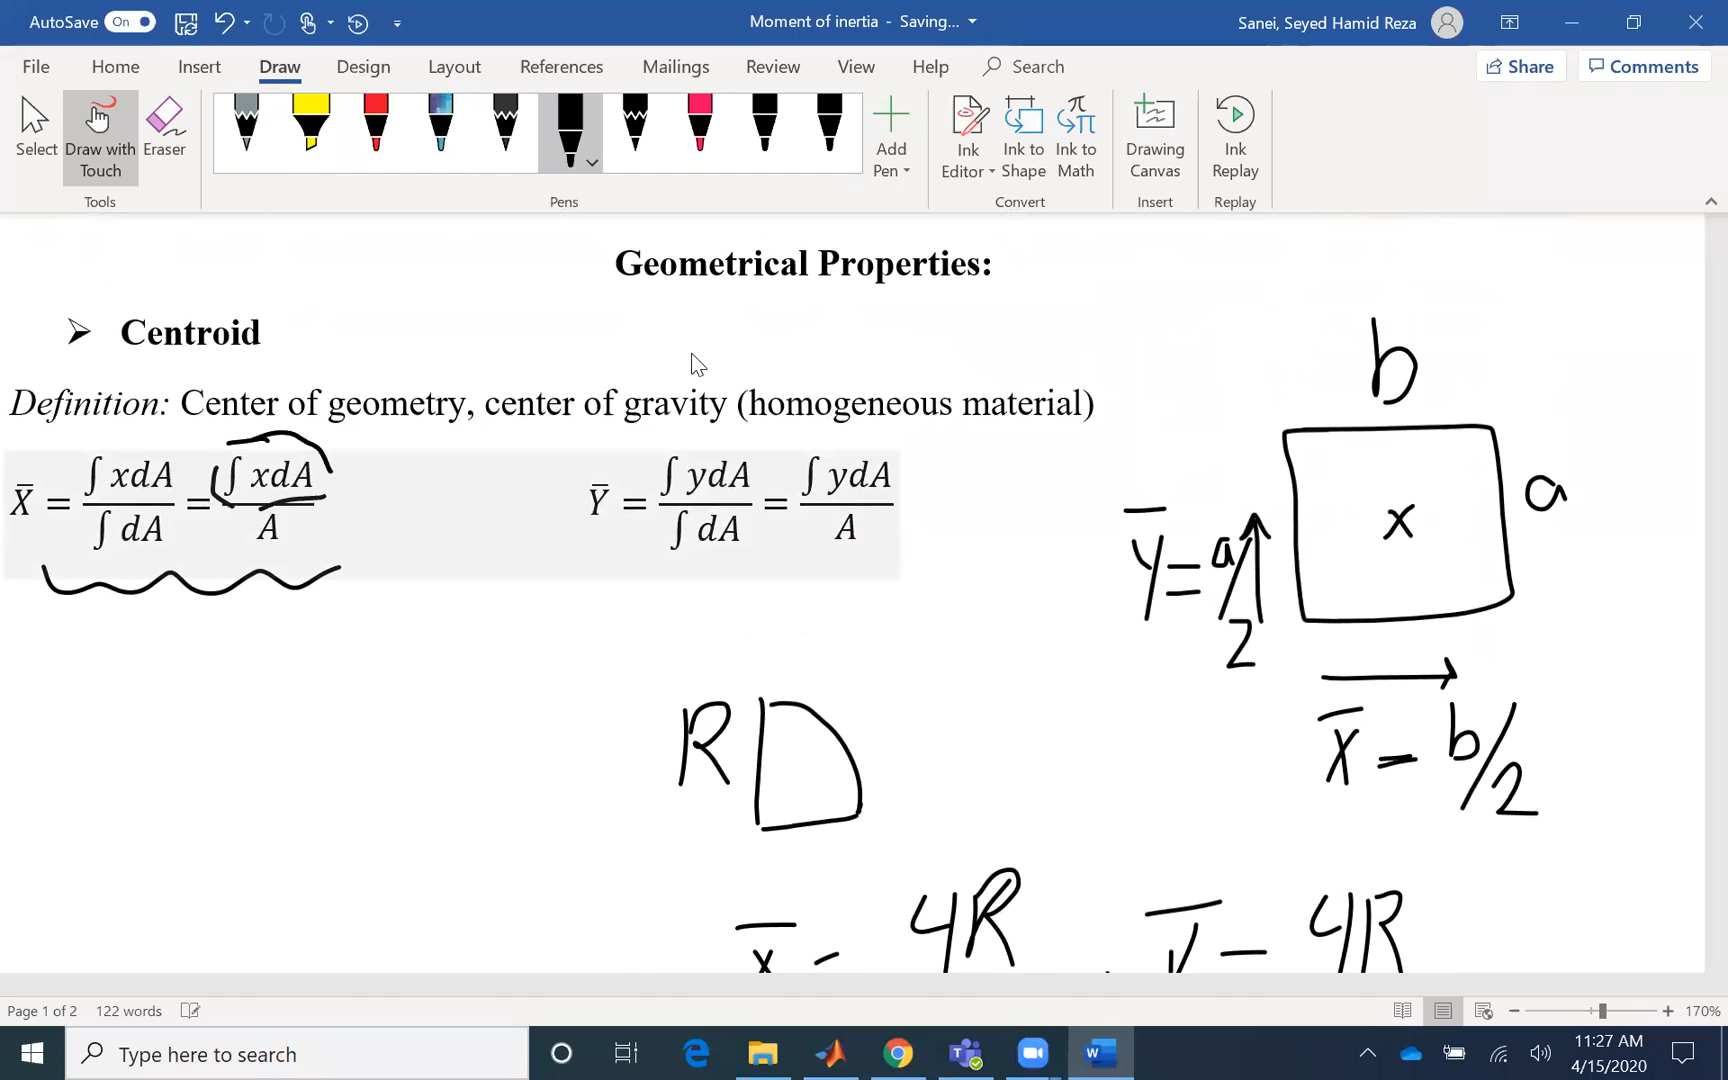 AutoSave On
Moment of inertia - Saving...
Sanei, Seyed Hamid Reza
File Home Insert Draw Design Layout References Mailings Review View Help Search Share Comments
Select
Draw with Touch
Eraser
Add Pen
Ink Editor
Ink to Shape
Ink to Math
Drawing Canvas
Ink Replay
Tools Pens Convert Insert Replay
Geometrical Properties:
➢ Centroid
Definition: Center of geometry, center of gravity (homogeneous material)
X̄ = ∫ xdA / ∫ dA = ∫ xdA / A
Ȳ = ∫ ydA / ∫ dA = ∫ ydA / A
b
a
x
Y̅ = a/2
X̅ = b/2
R
x̅ = 4R , y̅ = 4R
Page 1 of 2 122 words 170%
Type here to search
11:27 AM
4/15/2020